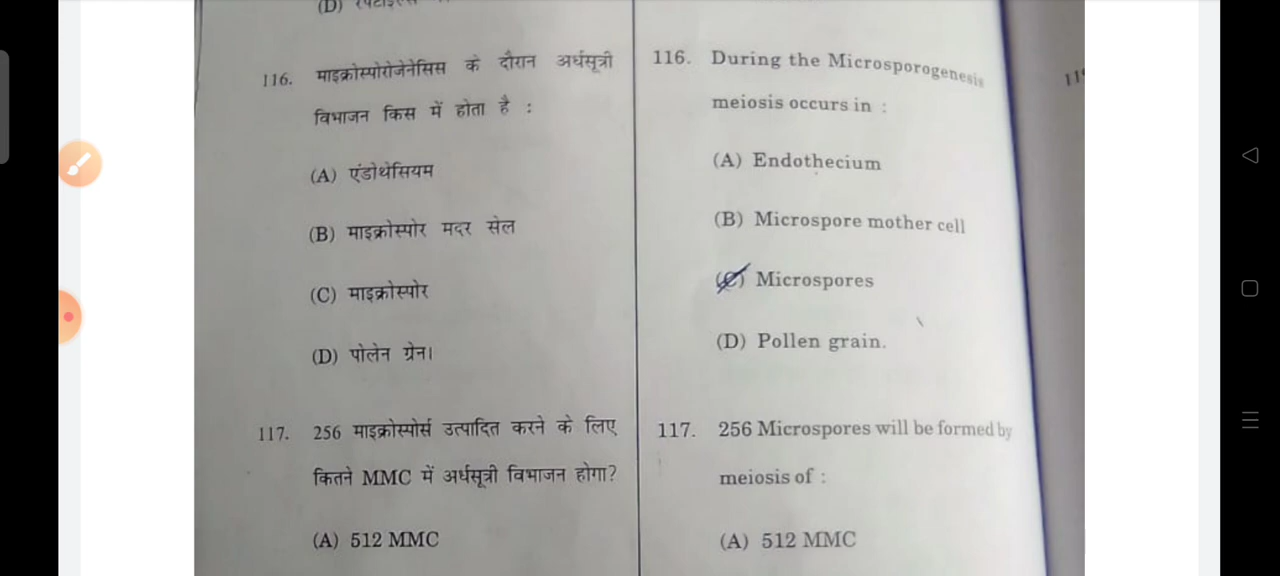 (D)
116. माइक्रोस्पोरोजेनेसिस के दौरान अर्धसूत्री
विभाजन किस में होता है :
(A) एंडोथेसियम
(B) माइक्रोस्पोर मदर सेल
(C) माइक्रोस्पोर
(D) पोलेन ग्रेन।
117. 256 माइक्रोस्पोर्स उत्पादित करने के लिए
कितने MMC में अर्धसूत्री विभाजन होगा?
(A) 512 MMC
116. During the Microsporogenesis
meiosis occurs in :
(A) Endothecium
(B) Microspore mother cell
(C) Microspores
(D) Pollen grain.
117. 256 Microspores will be formed by
meiosis of :
(A) 512 MMC